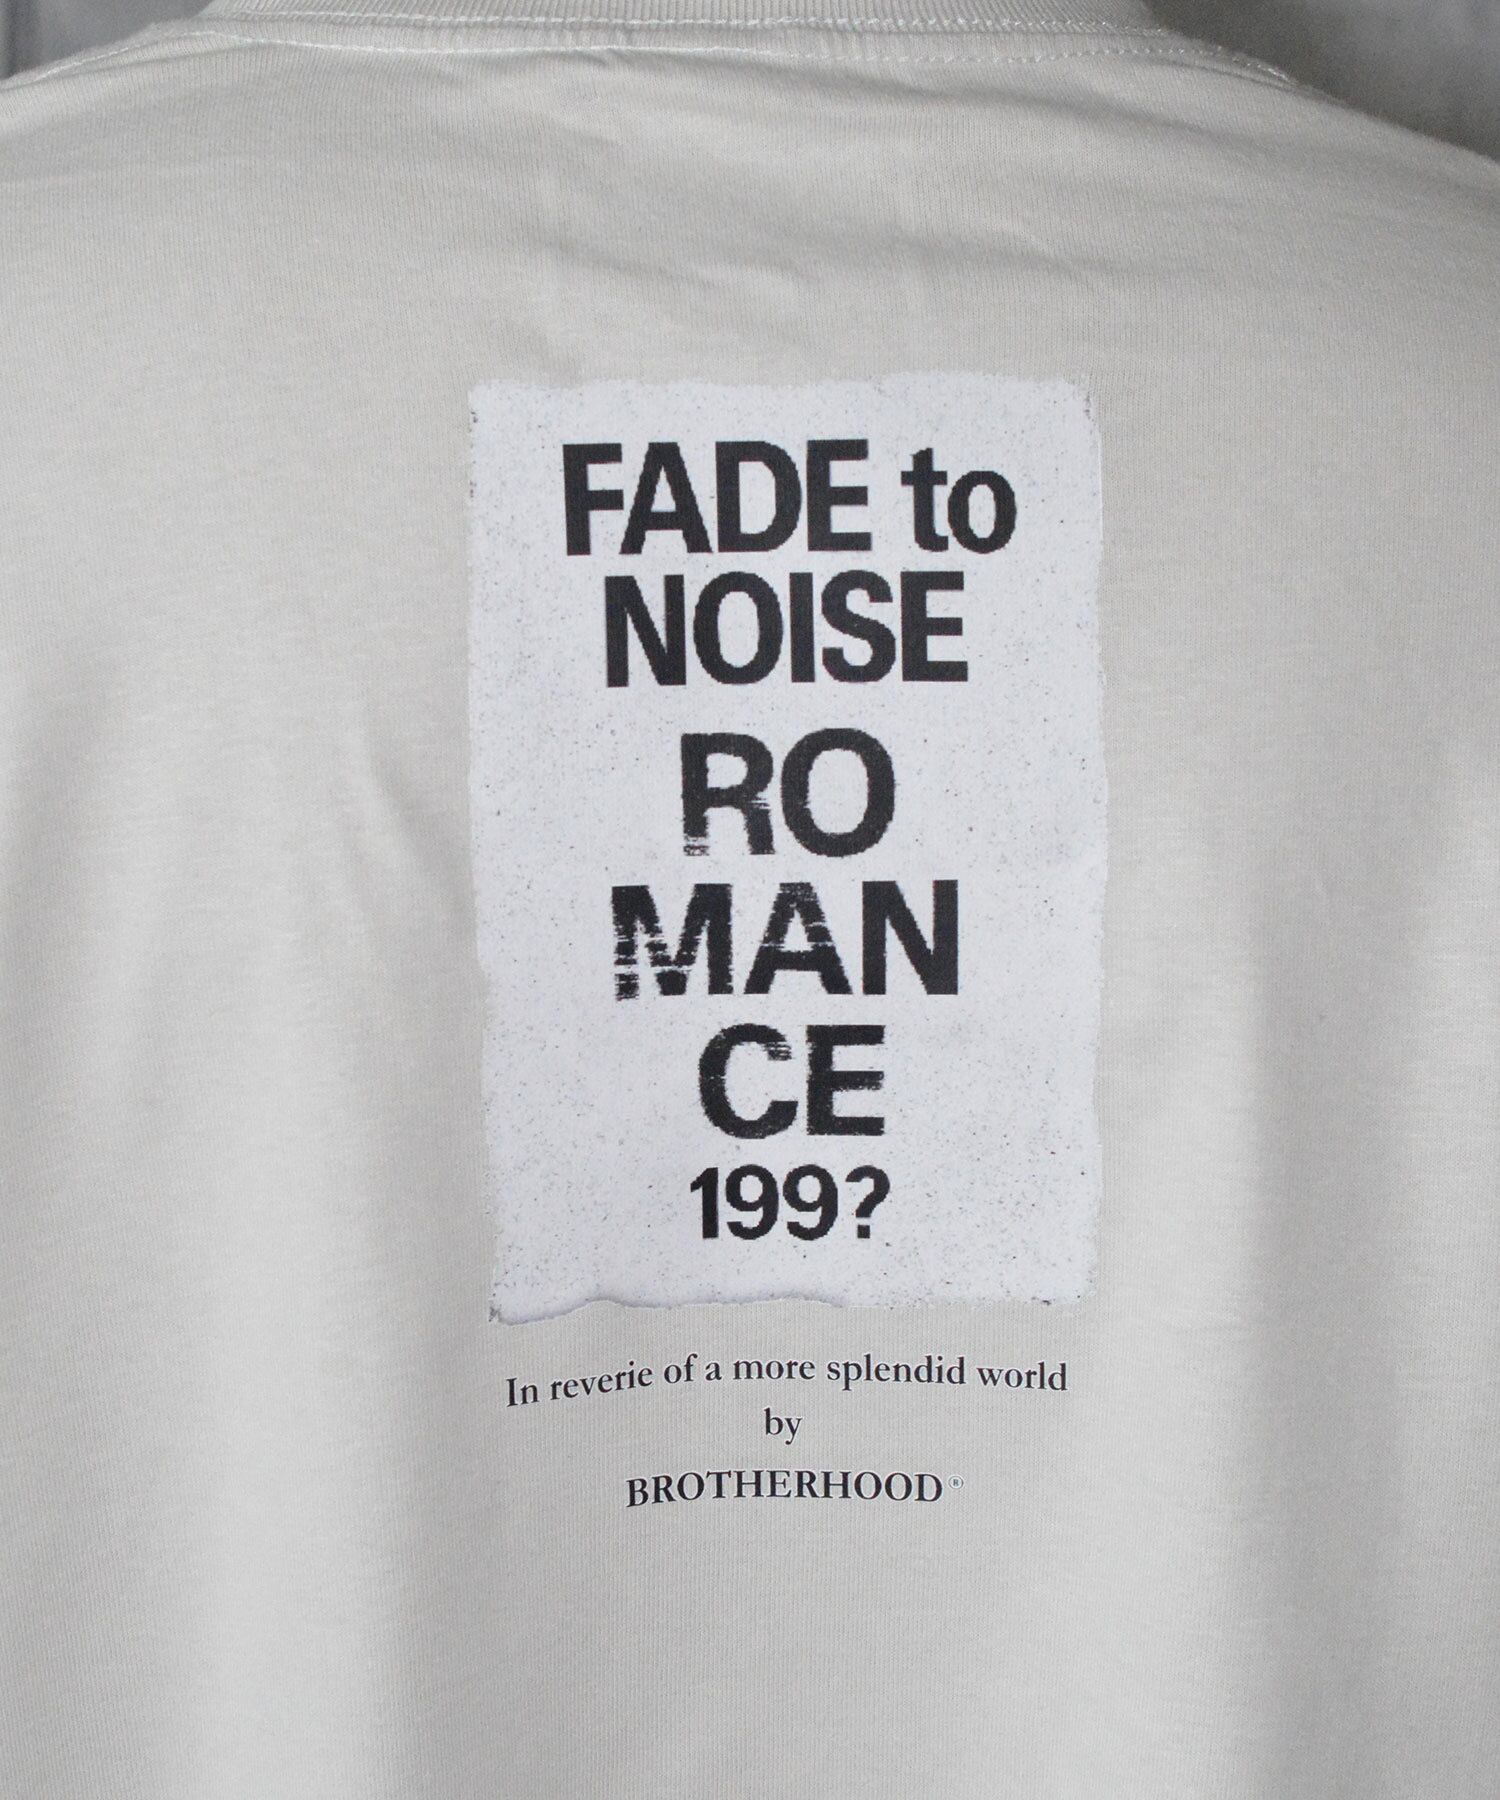 FADE to
NOISE
RO
MAN
CE
199?
In reverie of a more splendid world
by
BROTHERHOOD®